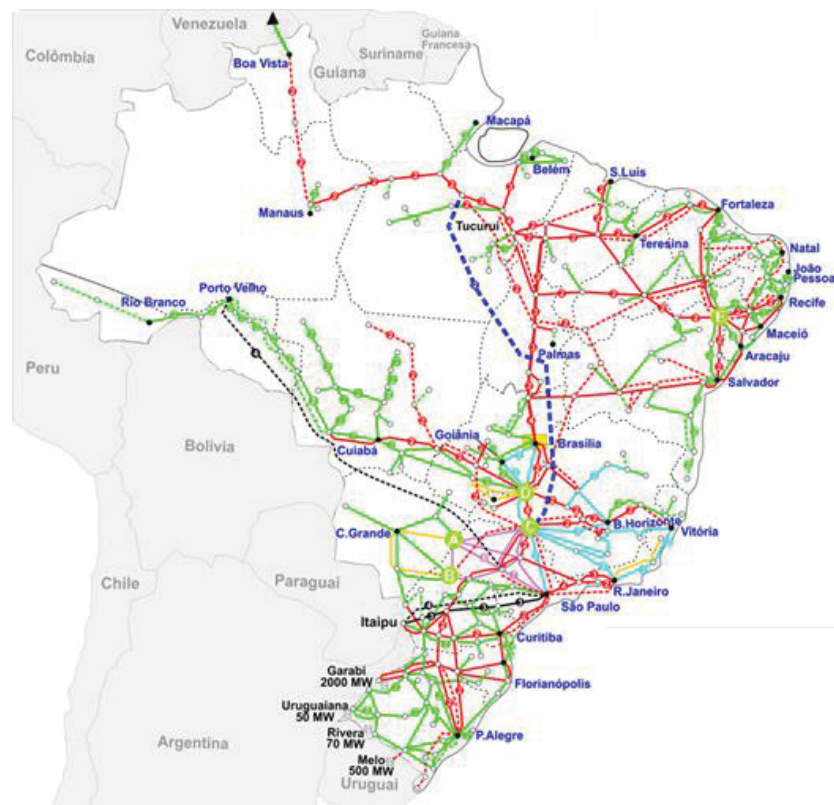 Venezuela
Guiana
Francesa
Suriname
Colômbia
Boa Vista
Guiana
Macapá
Belém
S.Luis
Manaus
Fortaleza
Tucuruí
Teresina
Natal
João
Pessoa
Porto Velho
Rio Branco
Recife
E
Maceió
Palmas
Aracaju
Peru
Salvador
Goiânia
Brasília
Bolívia
Cuiabá
D
C
B.Horizonte
Vitória
C.Grande
A
B
Chile
Paraguai
R.Janeiro
São Paulo
Itaipu
Curitiba
Garabi
2000 MW
Florianópolis
Uruguaiana
50 MW
Rivera
70 MW
P.Alegre
Argentina
Melo
500 MW
Uruguai